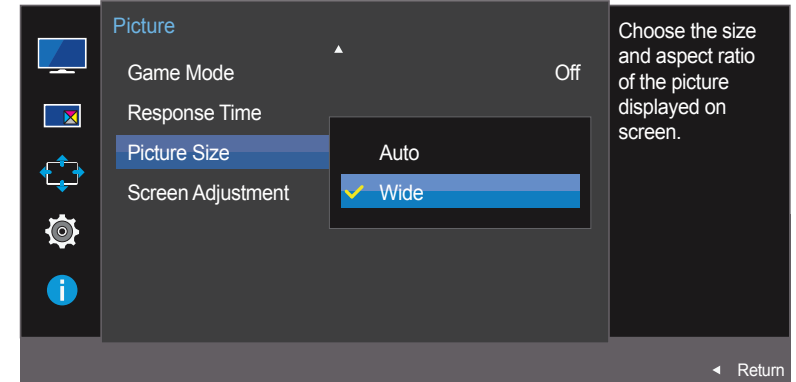 Picture
Game Mode Off
Response Time
Picture Size
Auto
Screen Adjustment
Wide
Choose the size
and aspect ratio
of the picture
displayed on
screen.
Return